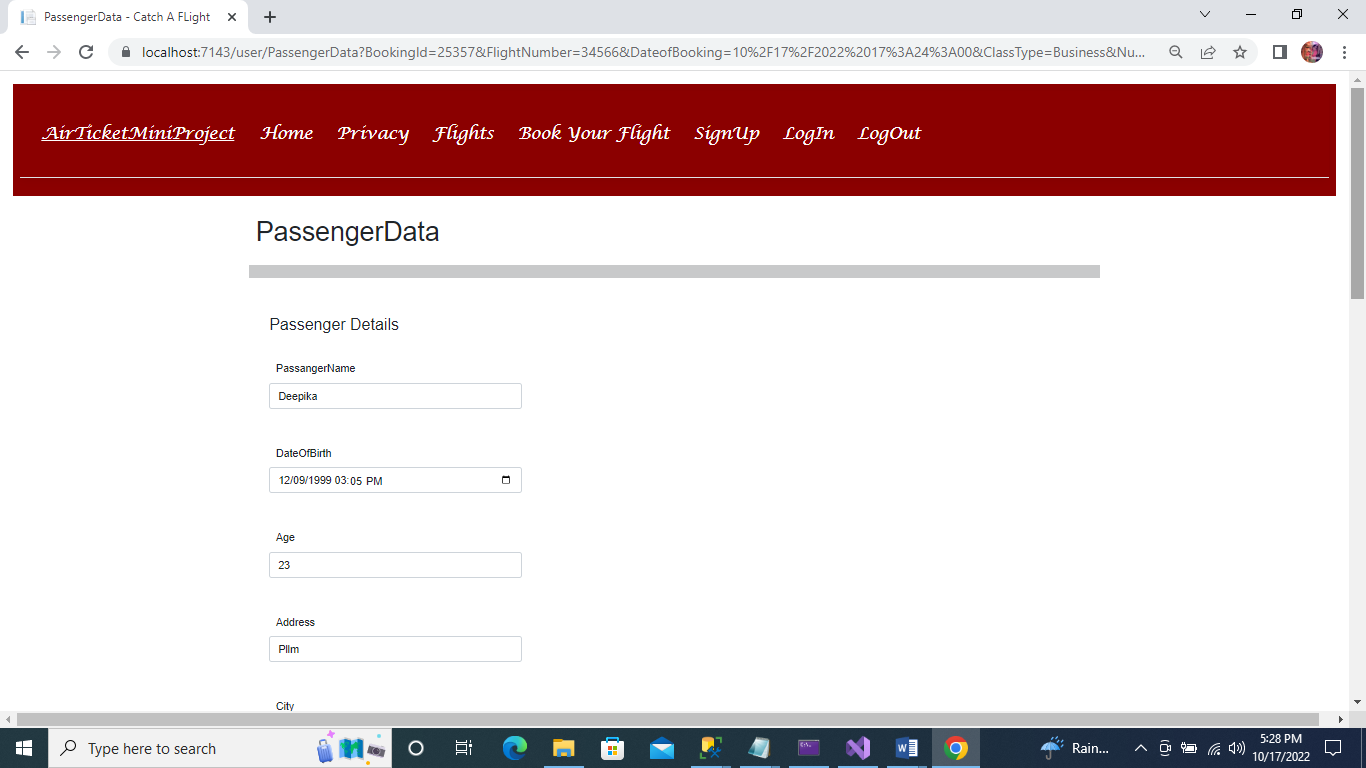 PassengerData - Catch A FLight
localhost:7143/user/PassengerData?BookingId=25357&FlightNumber=34566&DateofBooking=10%2F17%2F2022%2017%3A24%3A00&ClassType=Business&Nu...
AirTicketMiniProject Home Privacy Flights Book Your Flight SignUp LogIn LogOut
PassengerData
Passenger Details
PassangerName
Deepika
DateOfBirth
12/09/1999 03:05 PM
Age
23
Address
Pllm
City
Type here to search
Rain...
5:28 PM
10/17/2022